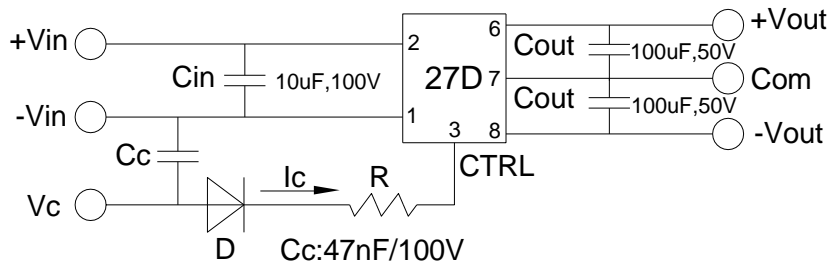 +Vin
2
6
+Vout
Cin
10uF,100V
Cout
100uF,50V
27D
7
Com
-Vin
1
Cout
100uF,50V
3
8
-Vout
Cc
CTRL
Vc
Ic
R
D
Cc:47nF/100V